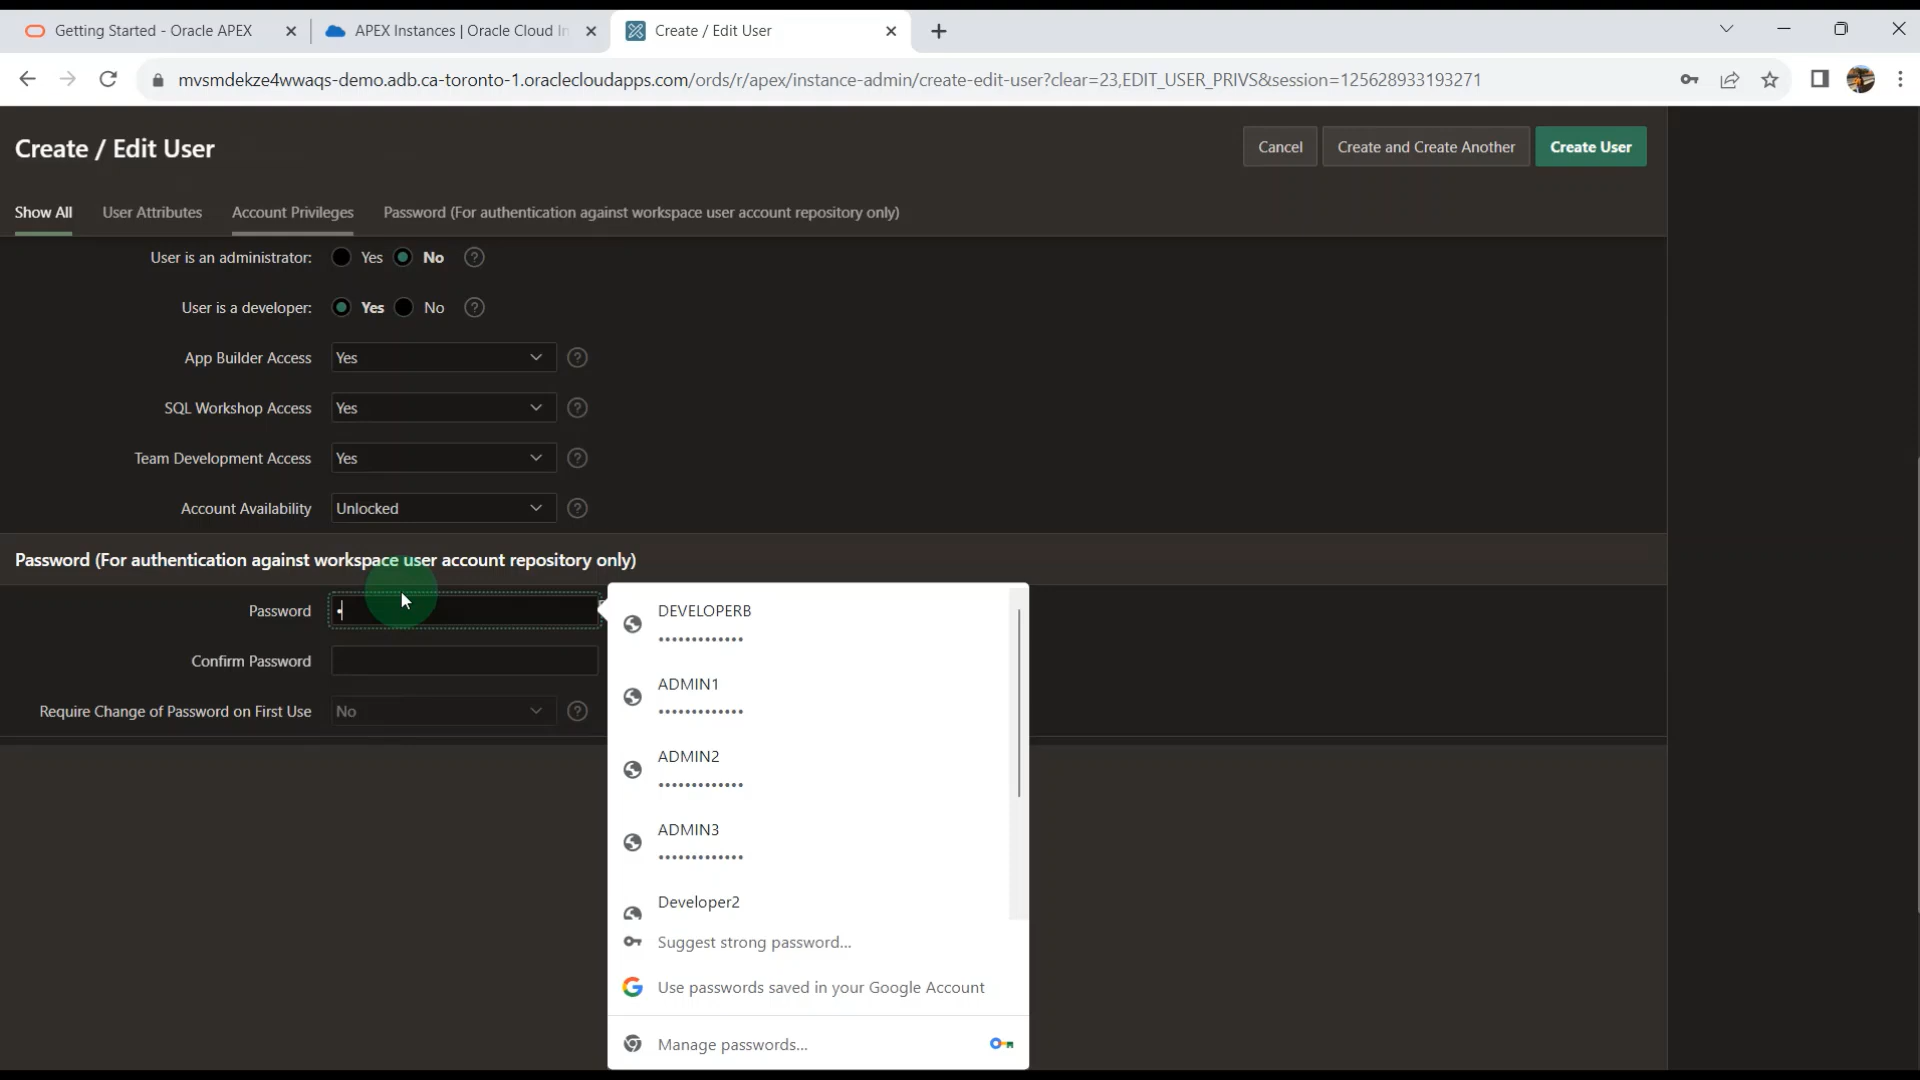 Getting Started - Oracle APEX
APEX Instances | Oracle Cloud In
Create / Edit User
mvsmdekze4wwaqs-demo.adb.ca-toronto-1.oraclecloudapps.com/ords/r/apex/instance-admin/create-edit-user?clear=23,EDIT_USER_PRIVS&session=125628933193271
Create / Edit User
Cancel
Create and Create Another
Create User
Show All
User Attributes
Account Privileges
Password (For authentication against workspace user account repository only)
User is an administrator: Yes No ?
User is a developer: Yes No ?
App Builder Access Yes ?
SQL Workshop Access Yes ?
Team Development Access Yes ?
Account Availability Unlocked ?
Password (For authentication against workspace user account repository only)
Password •
Confirm Password
Require Change of Password on First Use No ?
DEVELOPERB
•••••••••••••
ADMIN1
•••••••••••••
ADMIN2
•••••••••••••
ADMIN3
•••••••••••••
Developer2
Suggest strong password...
Use passwords saved in your Google Account
Manage passwords...